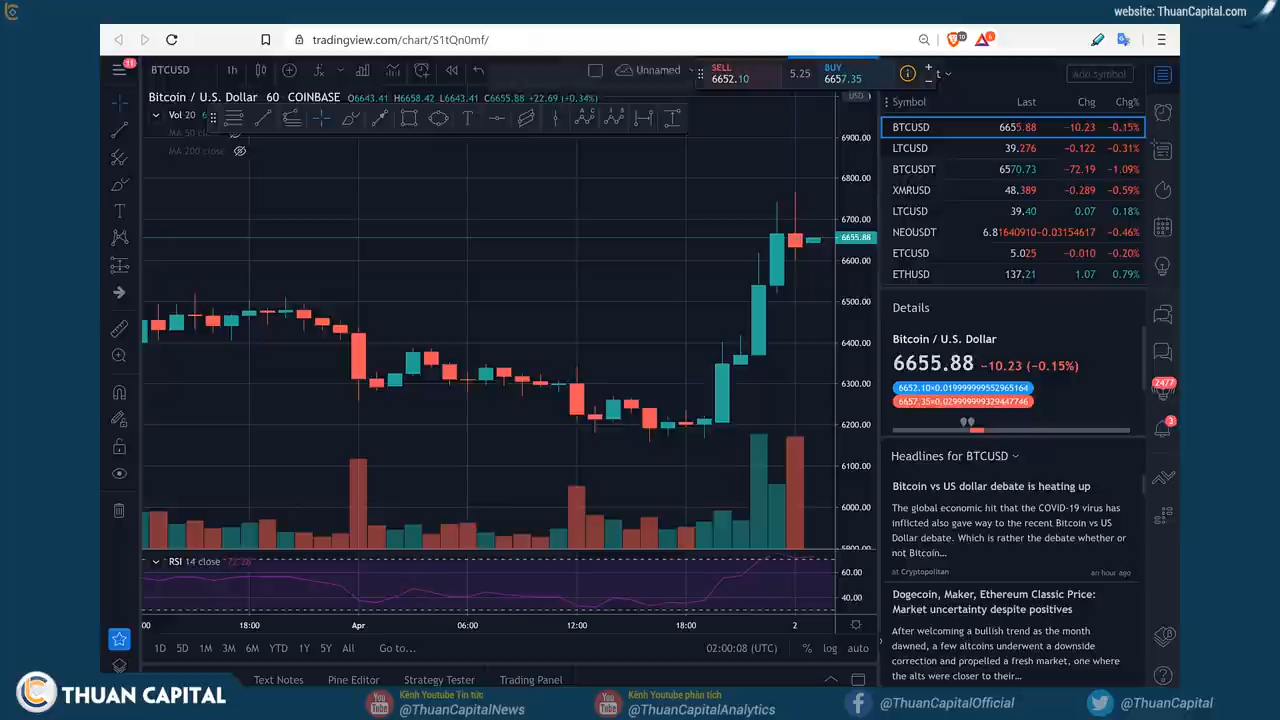 website: ThuanCapital.com
tradingview.com/chart/S1tQn0mf/
10
6
11
BTCUSD
1h
Unnamed
SELL
6652.10
5.25
BUY
6657.35
add symbol
Bitcoin / U.S. Dollar 60 COINBASE O6643.41 H6658.42 L6643.41 C6655.88 +22.69 (+0.34%)
USD
Vol 20
MA 50 close
MA 200 close
6900.00
6800.00
6700.00
6655.88
6600.00
6500.00
6400.00
6300.00
6200.00
6100.00
6000.00
5900.00
RSI 14 close 72.26
60.00
40.00
18:00 Apr 06:00 12:00 18:00 2
1D 5D 1M 3M 6M YTD 1Y 5Y All Go to... 02:00:08 (UTC) % log auto
Text Notes Pine Editor Strategy Tester Trading Panel
Symbol Last Chg Chg%
BTCUSD 6655.88 −10.23 −0.15%
LTCUSD 39.276 −0.122 −0.31%
BTCUSDT 6570.73 −72.19 −1.09%
XMRUSD 48.389 −0.289 −0.59%
LTCUSD 39.40 0.07 0.18%
NEOUSDT 6.81640910 −0.03154617 −0.46%
ETCUSD 5.025 −0.010 −0.20%
ETHUSD 137.21 1.07 0.79%
Details
Bitcoin / U.S. Dollar
6655.88 −10.23 (−0.15%)
6652.10×0.019999999552965164
6657.35×0.029999999329447746
Headlines for BTCUSD
Bitcoin vs US dollar debate is heating up
The global economic hit that the COVID-19 virus has
inflicted also gave way to the recent Bitcoin vs US
Dollar debate. Which is rather the debate whether or
not Bitcoin...
at Cryptopolitan an hour ago
Dogecoin, Maker, Ethereum Classic Price:
Market uncertainty despite positives
After welcoming a bullish trend as the month
dawned, a few altcoins underwent a downside
correction and propelled a fresh market, one where
the alts were closer to their...
2477
3
THUAN CAPITAL
Kênh Youtube Tin tức
@ThuanCapitalNews
Kênh Youtube phân tích
@ThuanCapitalAnalytics
@ThuanCapitalOfficial
@ThuanCapital